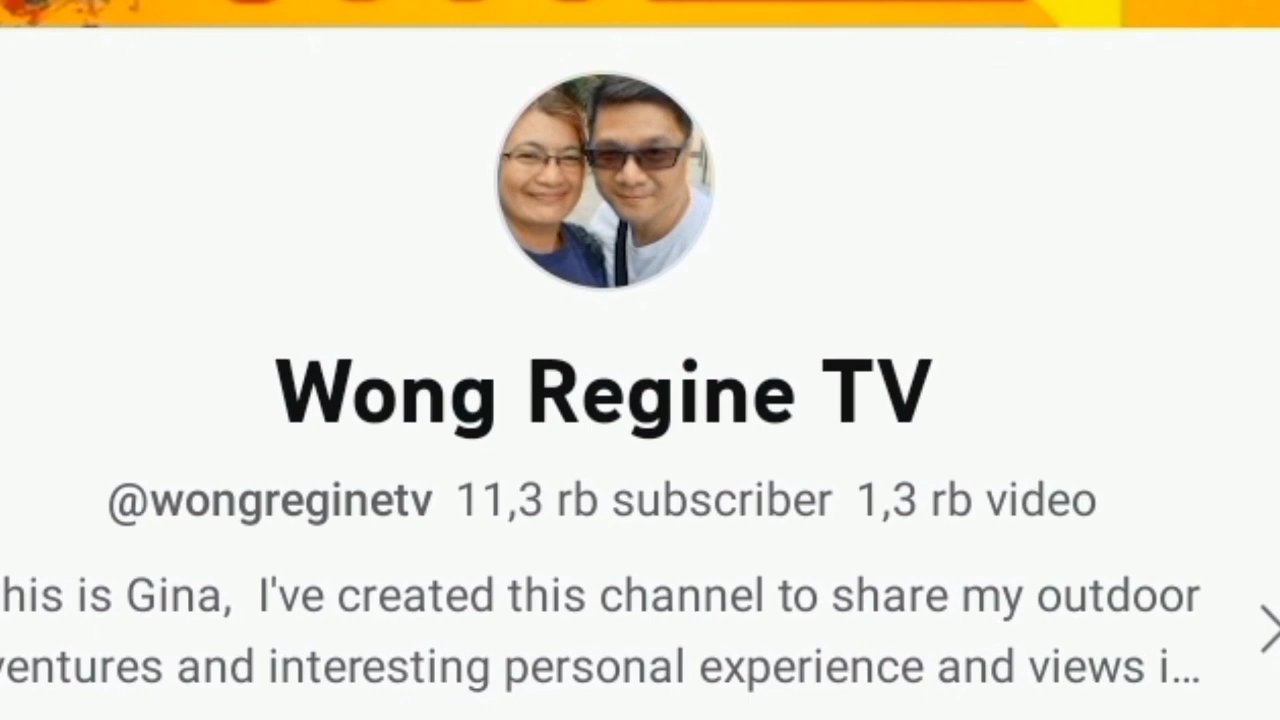 Wong Regine TV
@wongreginetv 11,3 rb subscriber 1,3 rb video
his is Gina, I've created this channel to share my outdoor
ventures and interesting personal experience and views i...